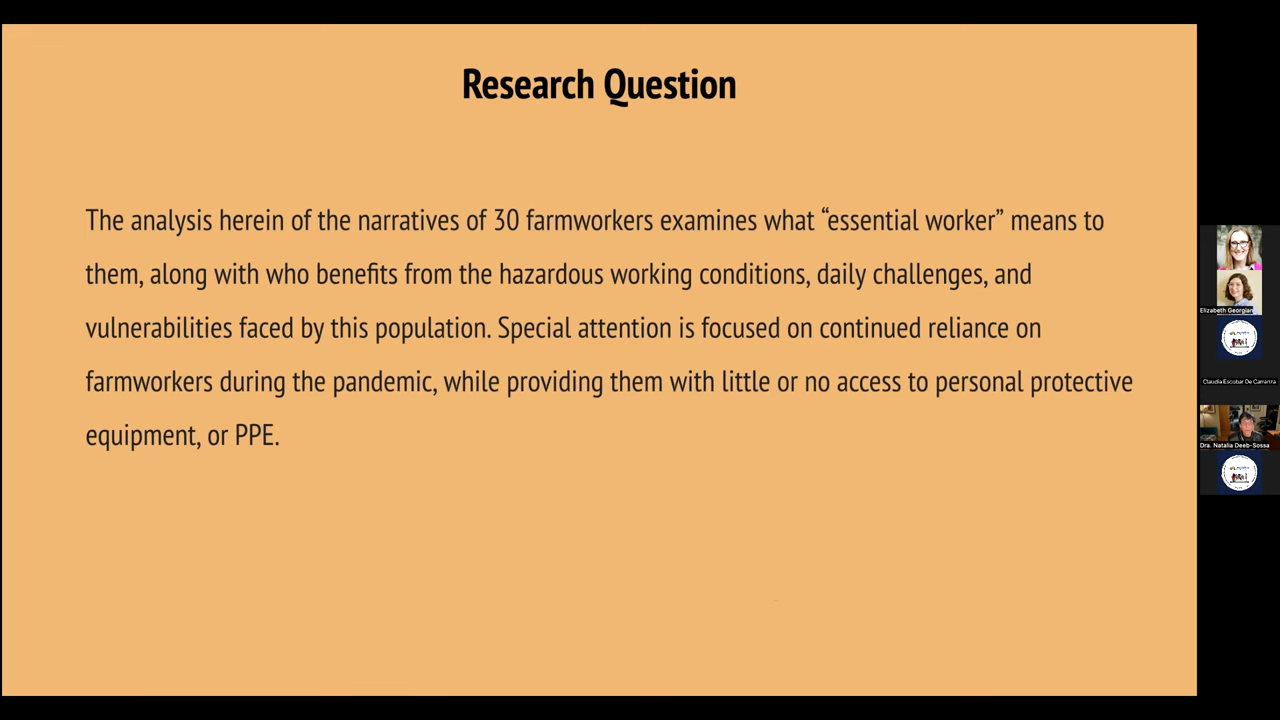 Research Question
The analysis herein of the narratives of 30 farmworkers examines what “essential worker” means to
them, along with who benefits from the hazardous working conditions, daily challenges, and
vulnerabilities faced by this population. Special attention is focused on continued reliance on
farmworkers during the pandemic, while providing them with little or no access to personal protective
equipment, or PPE.
Elizabeth Georgian
Claudia Escobar De Carranza
Dra. Natalia Deeb-Sossa